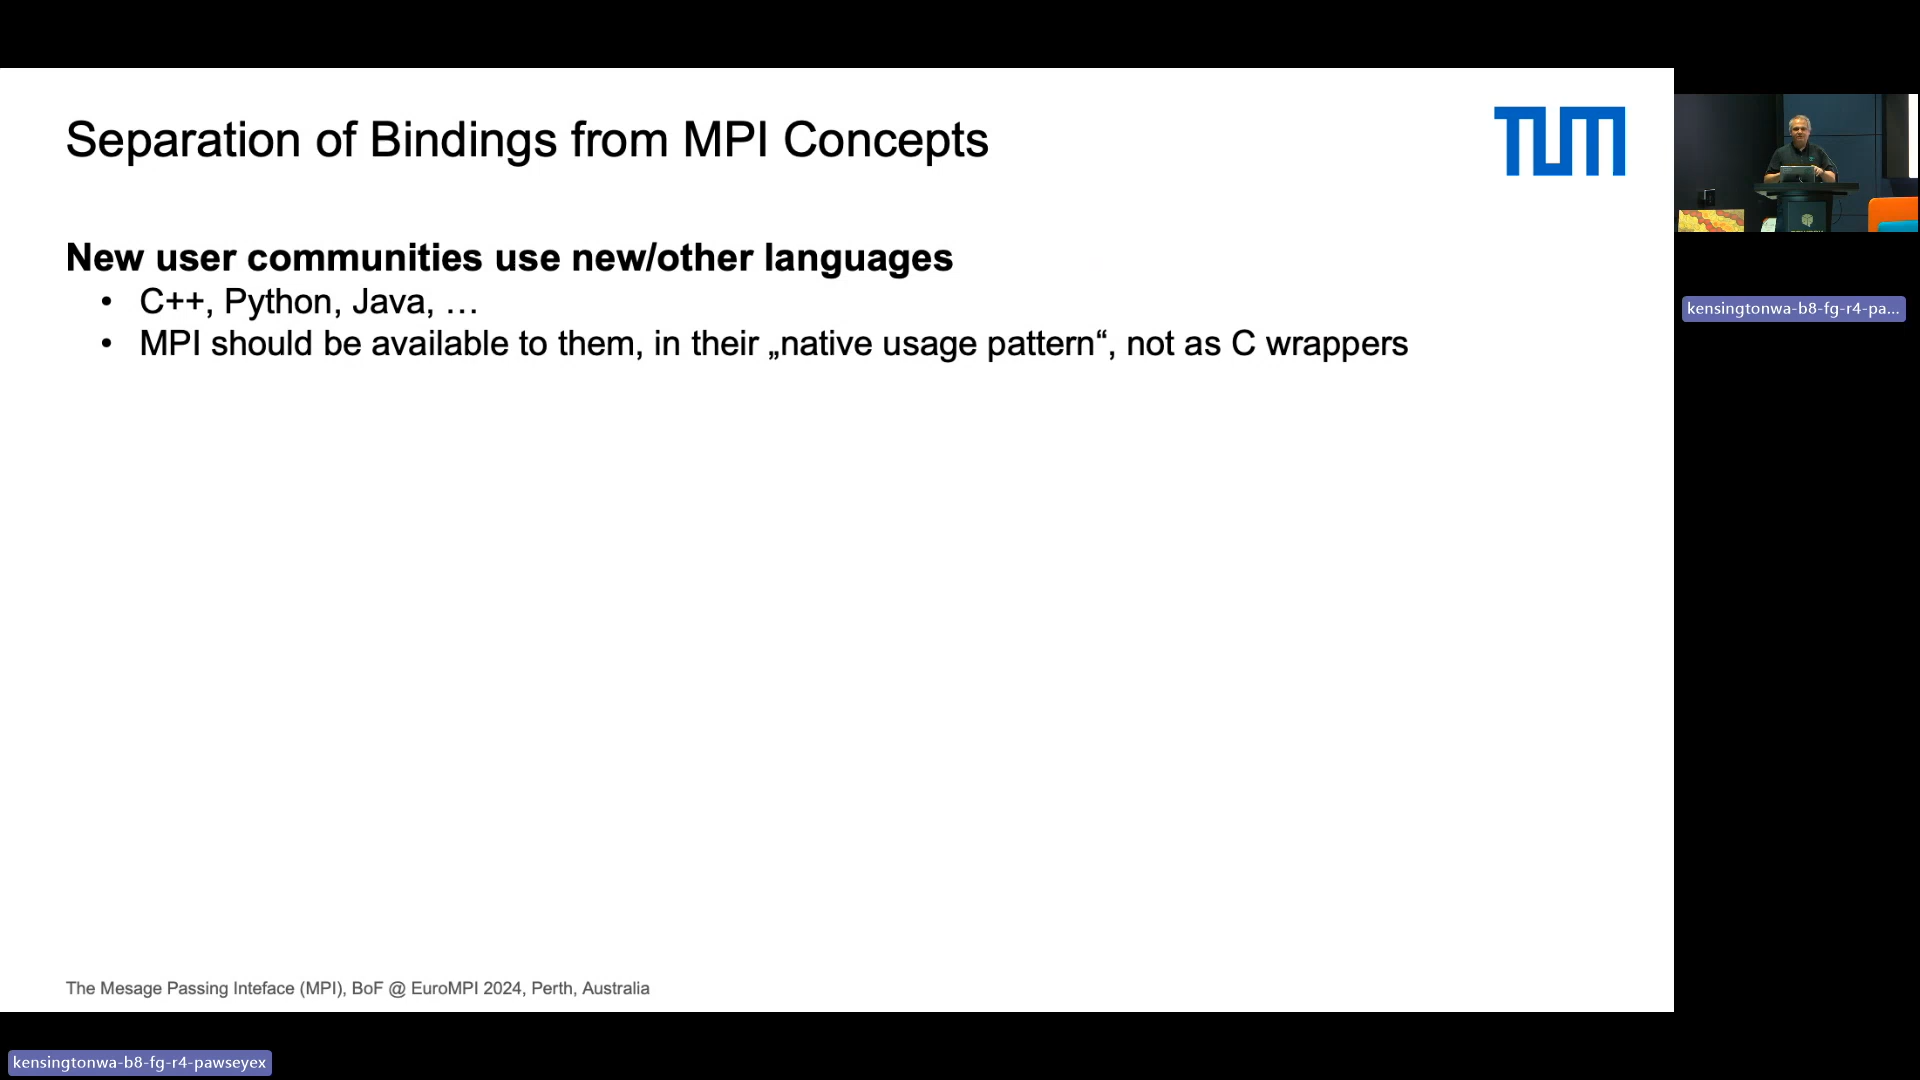 Separation of Bindings from MPI Concepts
TUM
New user communities use new/other languages
• C++, Python, Java, …
• MPI should be available to them, in their „native usage pattern“, not as C wrappers
The Mesage Passing Inteface (MPI), BoF @ EuroMPI 2024, Perth, Australia
kensingtonwa-b8-fg-r4-pa...
kensingtonwa-b8-fg-r4-pawseyex